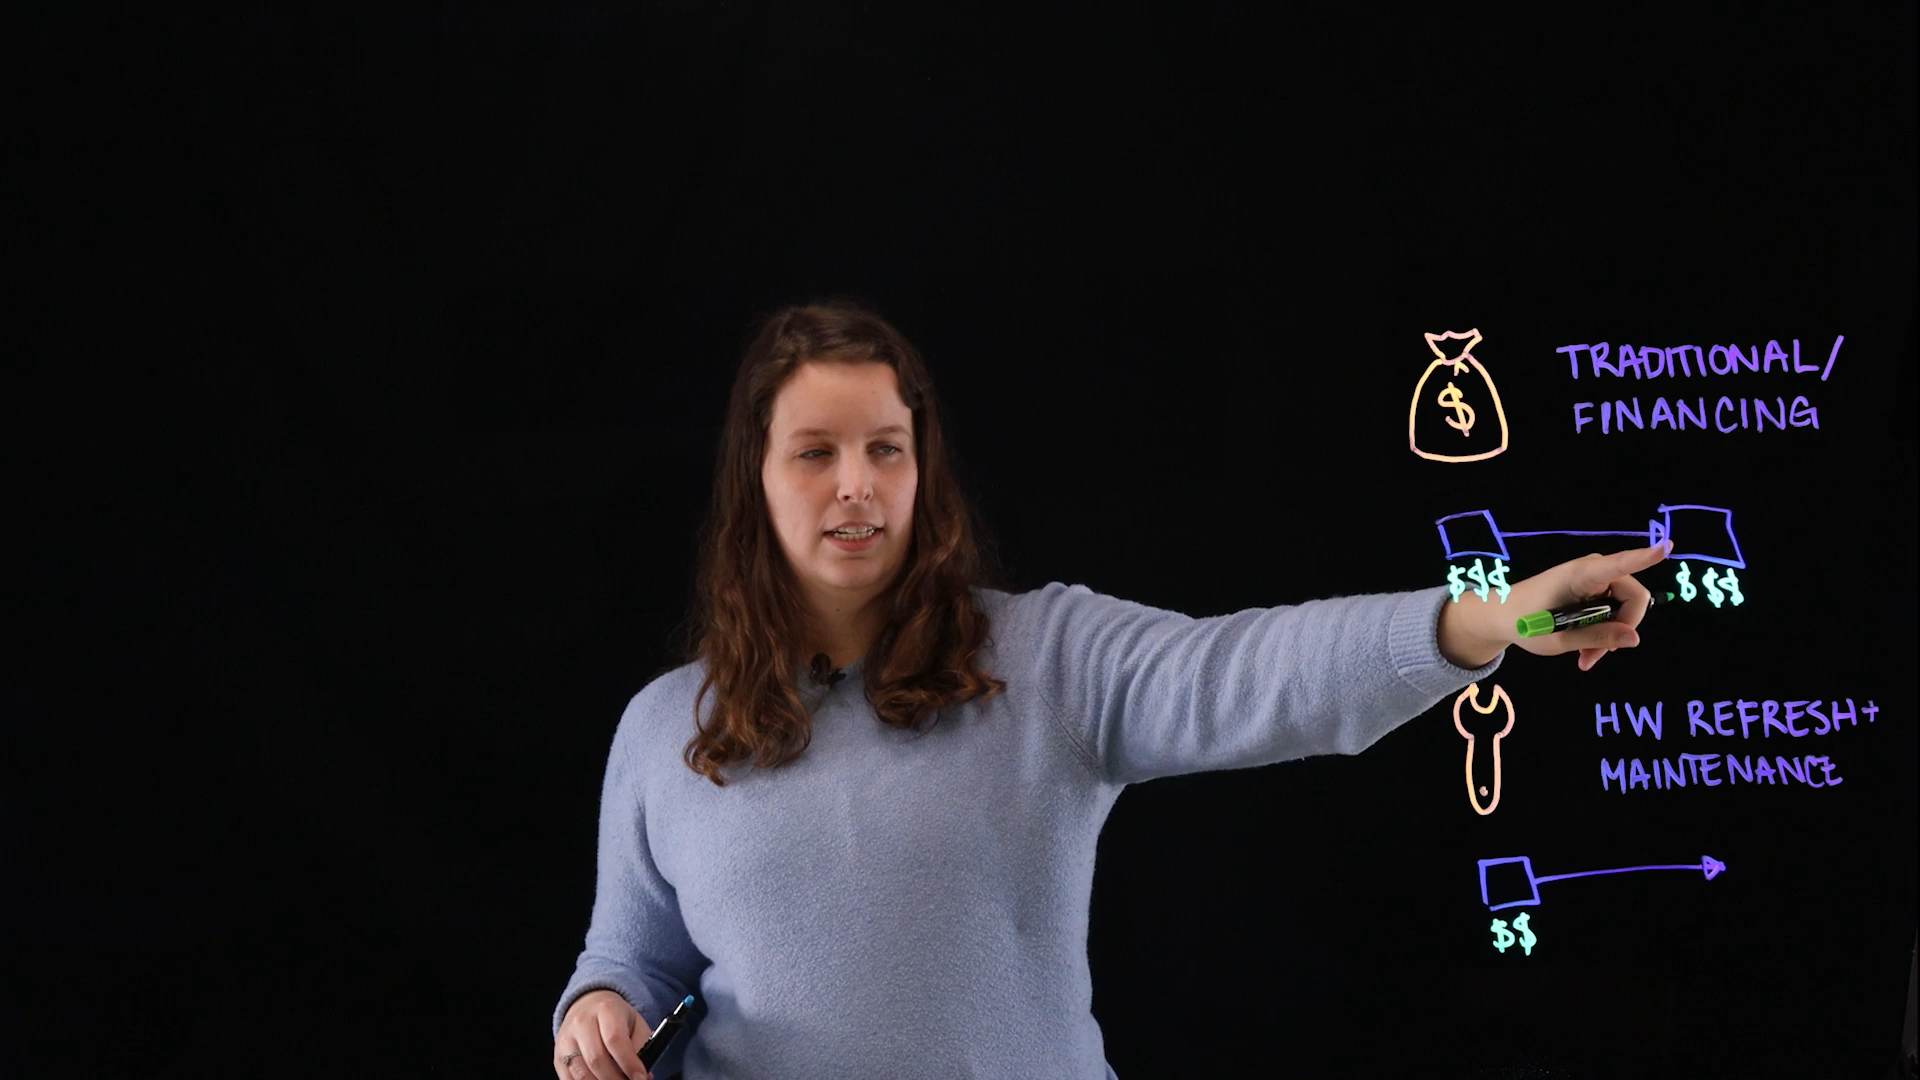 TRADITIONAL/
FINANCING
$
$$$
$$$
HW REFRESH+
MAINTENANCE
$$